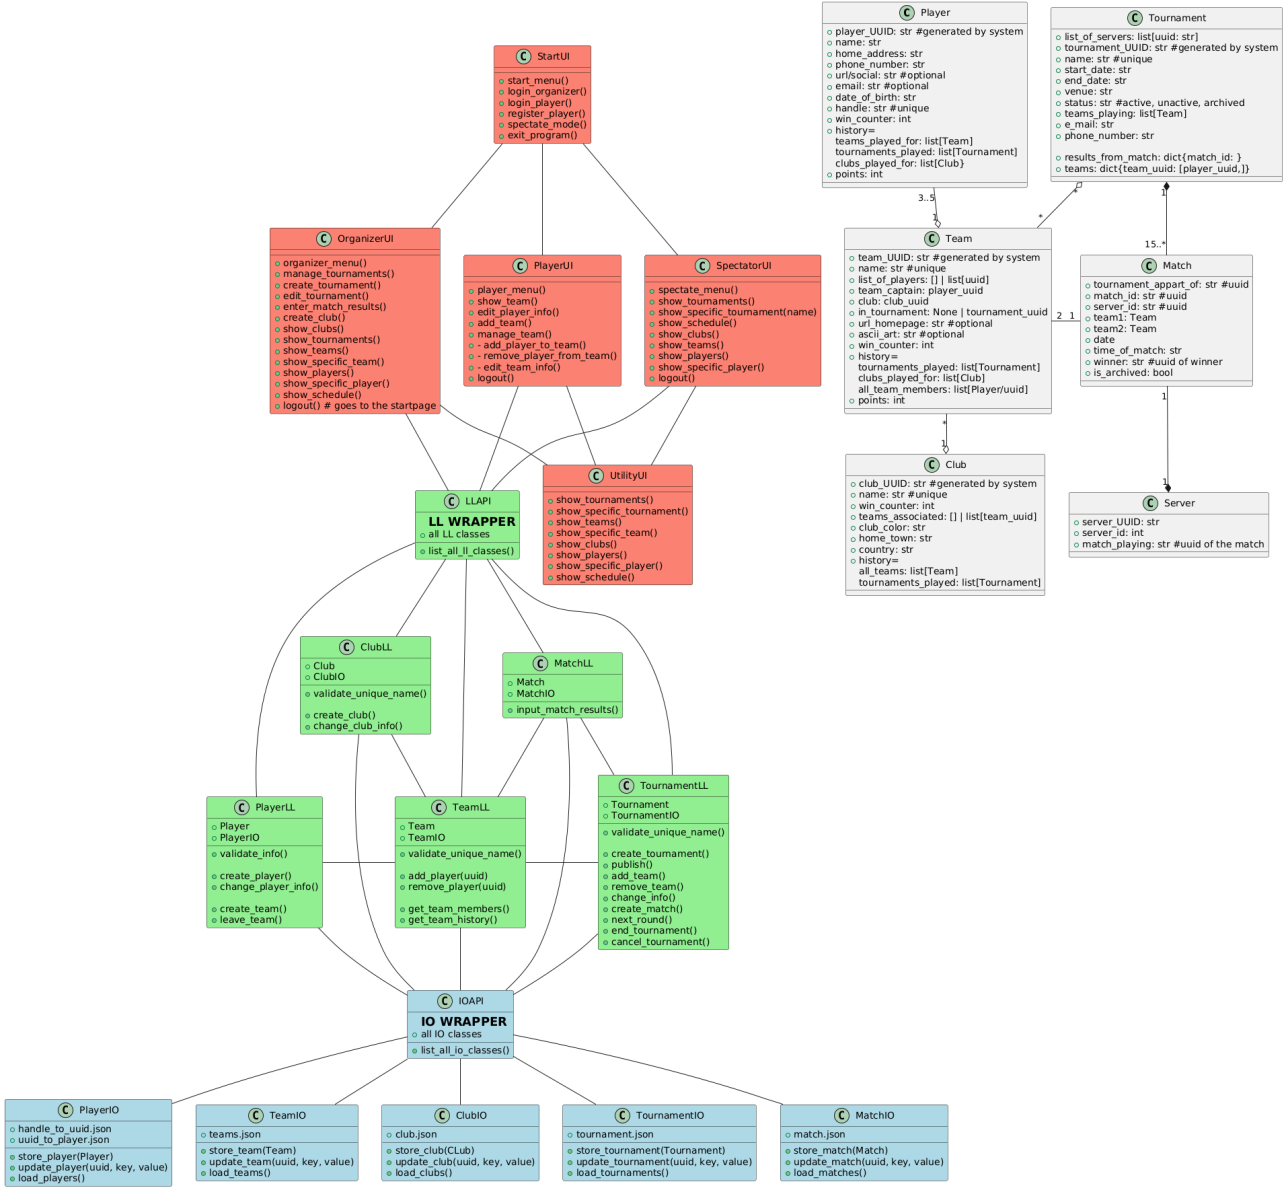 C Player
player_UUID: str #generated by system
name: str
home_address: str
phone_number: str
url/social: str #optional
email: str #optional
date_of_birth: str
handle: str #unique
win_counter: int
history=
teams_played_for: list[Team]
tournaments_played: list[Tournament]
clubs_played_for: list[Club}
points: int
C Tournament
list_of_servers: list[uuid: str]
tournament_UUID: str #generated by system
name: str #unique
start_date: str
end_date: str
venue: str
status: str #active, unactive, archived
teams_playing: list[Team]
e_mail: str
phone_number: str
results_from_match: dict{match_id: }
teams: dict{team_uuid: [player_uuid,]}
C StartUI
start_menu()
login_organizer()
login_player()
register_player()
spectate_mode()
exit_program()
3..5
1
*
*
1
15..*
C OrganizerUI
organizer_menu()
manage_tournaments()
create_tournament()
edit_tournament()
enter_match_results()
create_club()
show_clubs()
show_tournaments()
show_teams()
show_specific_team()
show_players()
show_specific_player()
show_schedule()
logout() # goes to the startpage
C PlayerUI
player_menu()
show_team()
edit_player_info()
add_team()
manage_team()
- add_player_to_team()
- remove_player_from_team()
- edit_team_info()
logout()
C SpectatorUI
spectate_menu()
show_tournaments()
show_specific_tournament(name)
show_schedule()
show_clubs()
show_teams()
show_players()
show_specific_player()
logout()
C Team
team_UUID: str #generated by system
name: str #unique
list_of_players: [] | list[uuid]
team_captain: player_uuid
club: club_uuid
in_tournament: None | tournament_uuid
url_homepage: str #optional
ascii_art: str #optional
win_counter: int
history=
tournaments_played: list[Tournament]
clubs_played_for: list[Club]
all_team_members: list[Player/uuid]
points: int
2 1
C Match
tournament_appart_of: str #uuid
match_id: str #uuid
server_id: str #uuid
team1: Team
team2: Team
date
time_of_match: str
winner: str #uuid of winner
is_archived: bool
*
1
1
1
C UtilityUI
show_tournaments()
show_specific_tournament()
show_teams()
show_specific_team()
show_clubs()
show_players()
show_specific_player()
show_schedule()
C LLAPI
LL WRAPPER
all LL classes
list_all_ll_classes()
C Club
club_UUID: str #generated by system
name: str #unique
win_counter: int
teams_associated: [] | list[team_uuid]
club_color: str
home_town: str
country: str
history=
all_teams: list[Team]
tournaments_played: list[Tournament]
C Server
server_UUID: str
server_id: int
match_playing: str #uuid of the match
C ClubLL
Club
ClubIO
validate_unique_name()
create_club()
change_club_info()
C MatchLL
Match
MatchIO
input_match_results()
C PlayerLL
Player
PlayerIO
validate_info()
create_player()
change_player_info()
create_team()
leave_team()
C TeamLL
Team
TeamIO
validate_unique_name()
add_player(uuid)
remove_player(uuid)
get_team_members()
get_team_history()
C TournamentLL
Tournament
TournamentIO
validate_unique_name()
create_tournament()
publish()
add_team()
remove_team()
change_info()
create_match()
next_round()
end_tournament()
cancel_tournament()
C IOAPI
IO WRAPPER
all IO classes
list_all_io_classes()
C PlayerIO
handle_to_uuid.json
uuid_to_player.json
store_player(Player)
update_player(uuid, key, value)
load_players()
C TeamIO
teams.json
store_team(Team)
update_team(uuid, key, value)
load_teams()
C ClubIO
club.json
store_club(CLub)
update_club(uuid, key, value)
load_clubs()
C TournamentIO
tournament.json
store_tournament(Tournament)
update_tournament(uuid, key, value)
load_tournaments()
C MatchIO
match.json
store_match(Match)
update_match(uuid, key, value)
load_matches()